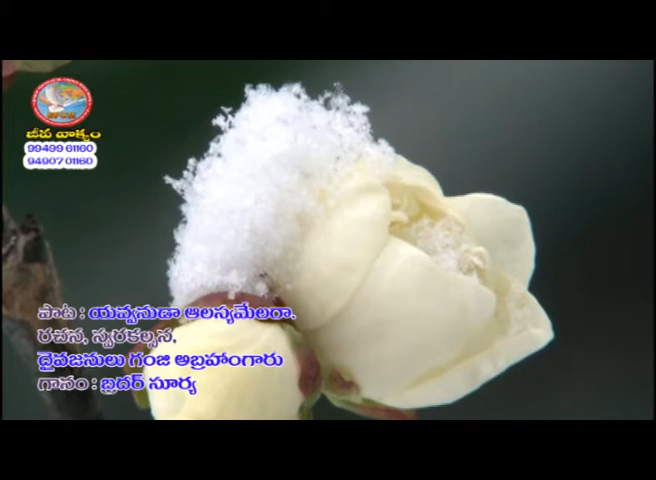 జీవ వాక్యం
99499 61160
94907 01160
పాట : యవ్వనుడా ఆలస్యమేలరా.
రచన, స్వరకల్పన,
దైవజనులు గంజి అబ్రహాంగారు
గానం : బ్రదర్ సూర్య